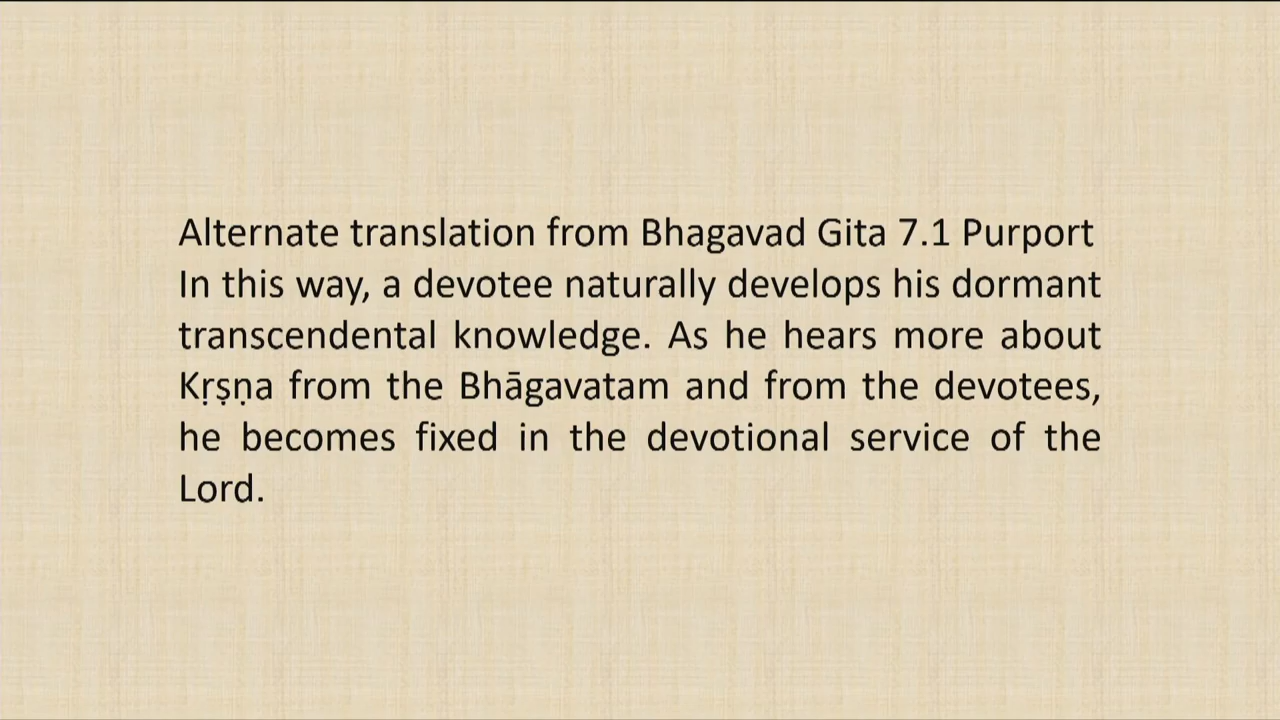 Alternate translation from Bhagavad Gita 7.1 Purport
In this way, a devotee naturally develops his dormant
transcendental knowledge. As he hears more about
Kṛṣṇa from the Bhāgavatam and from the devotees,
he becomes fixed in the devotional service of the
Lord.